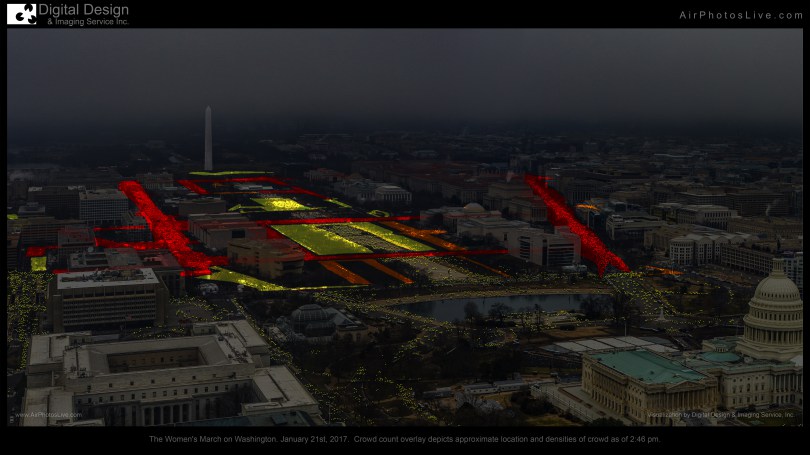 Digital Design
& Imaging Service Inc.
AirPhotosLive.com
www.AirPhotosLive.com
Visualization by Digital Design & Imaging Service, Inc.
The Women's March on Washington. January 21st, 2017. Crowd count overlay depicts approximate location and densities of crowd as of 2:46 pm.